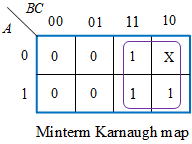 BC
A 00 01 11 10
0 0 0 1 X
1 0 0 1 1
Minterm Karnaugh map